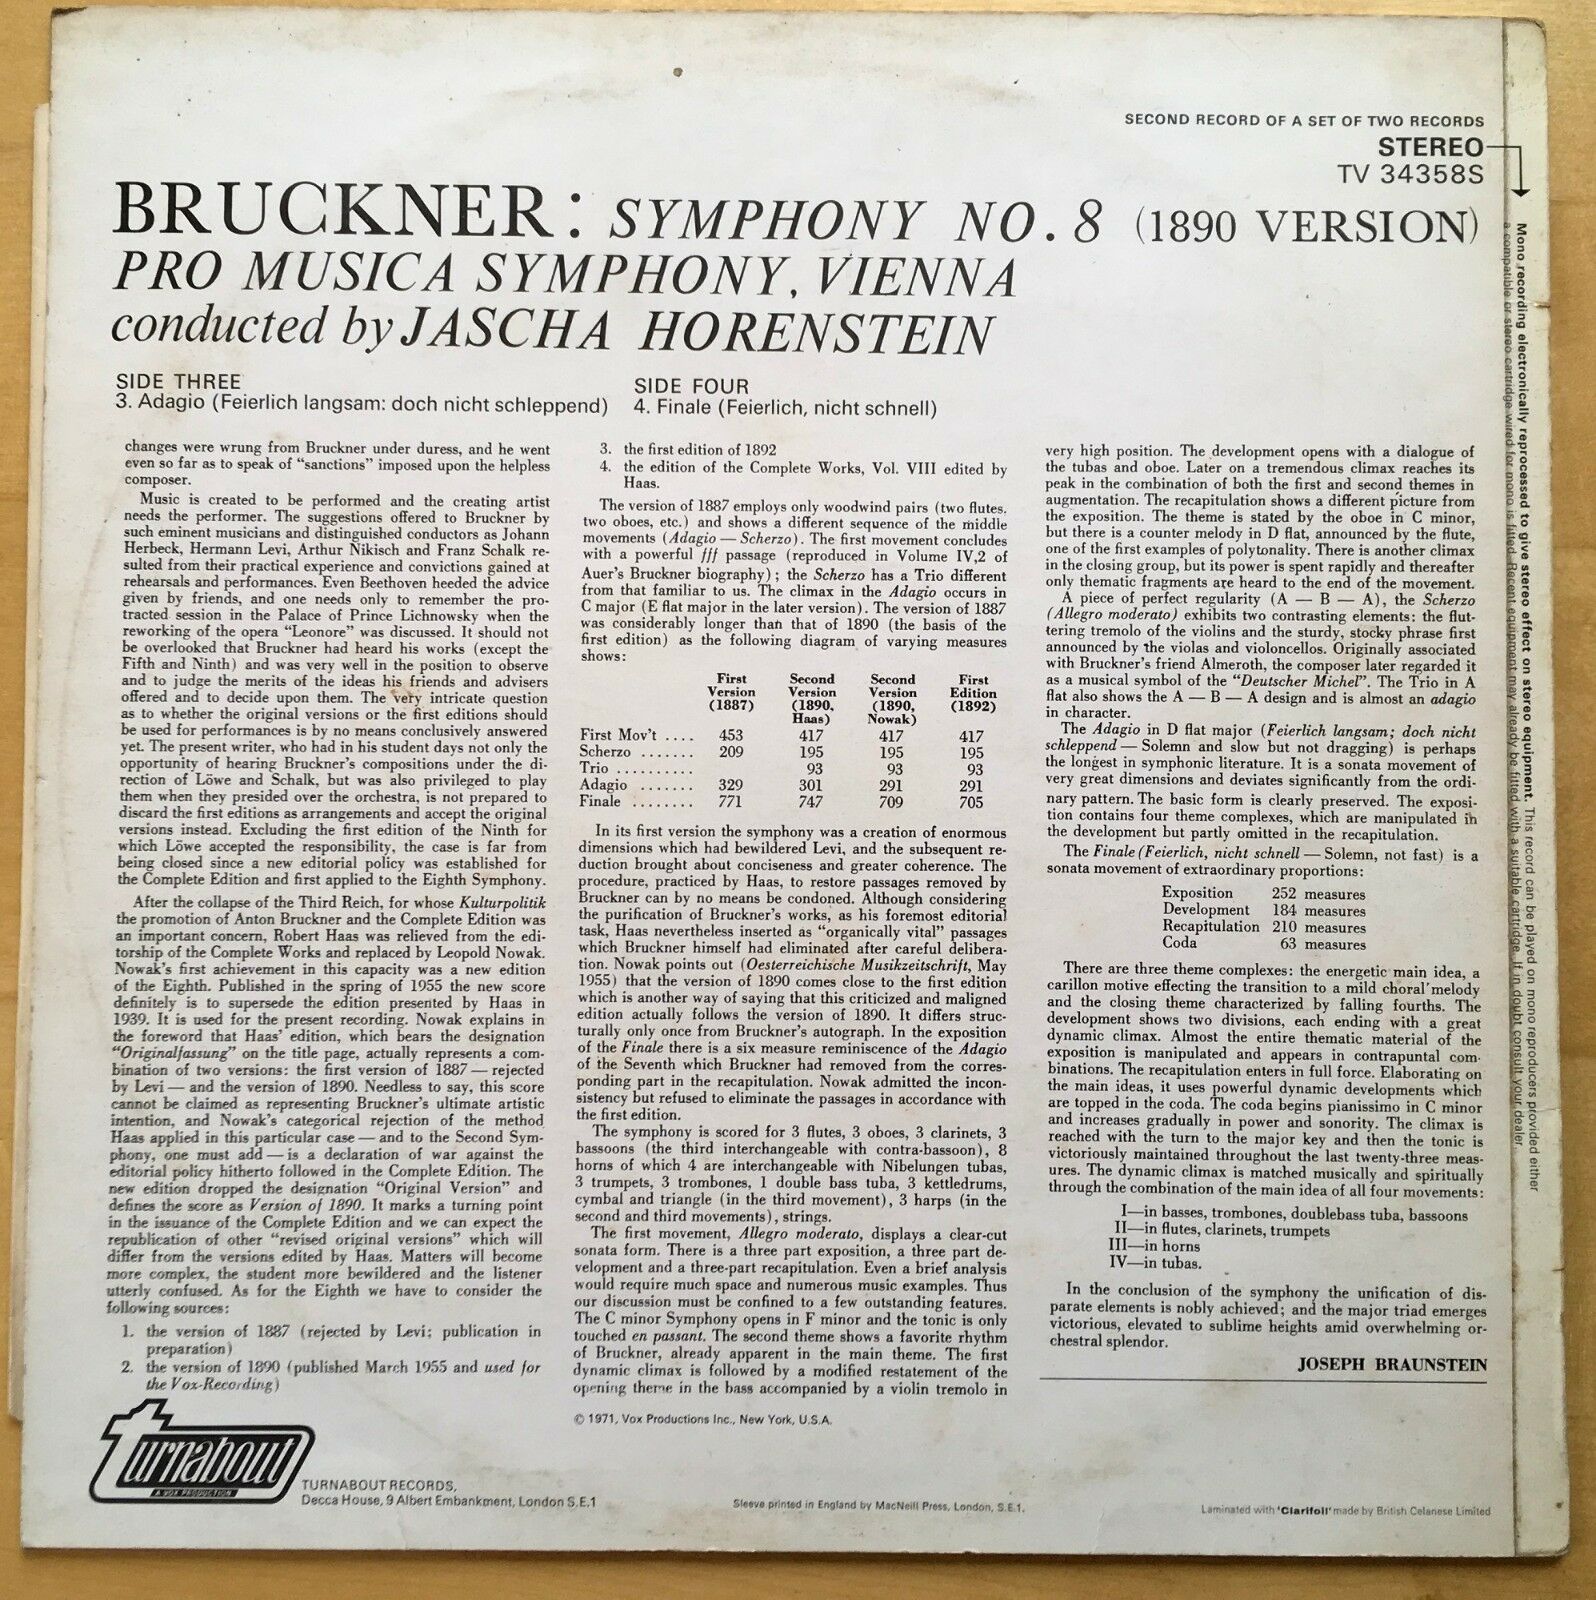 SECOND RECORD OF A SET OF TWO RECORDS
STEREO
TV 34358S
BRUCKNER: SYMPHONY NO. 8 (1890 VERSION)
PRO MUSICA SYMPHONY, VIENNA
conducted by JASCHA HORENSTEIN
SIDE THREE
3. Adagio (Feierlich langsam: doch nicht schleppend)
SIDE FOUR
4. Finale (Feierlich, nicht schnell)
changes were wrung from Bruckner under duress, and he went
even so far as to speak of "sanctions" imposed upon the helpless
composer.
Music is created to be performed and the creating artist
needs the performer. The suggestions offered to Bruckner by
such eminent musicians and distinguished conductors as Johann
Herbeck, Hermann Levi, Arthur Nikisch and Franz Schalk re-
sulted from their practical experience and convictions gained at
rehearsals and performances. Even Beethoven heeded the advice
given by friends, and one needs only to remember the pro-
tracted session in the Palace of Prince Lichnowsky when the
reworking of the opera "Leonore" was discussed. It should not
be overlooked that Bruckner had heard his works (except the
Fifth and Ninth) and was very well in the position to observe
and to judge the merits of the ideas his friends and advisers
offered and to decide upon them. The very intricate question
as to whether the original versions or the first editions should
be used for performances is by no means conclusively answered
yet. The present writer, who had in his student days not only the
opportunity of hearing Bruckner's compositions under the di-
rection of Löwe and Schalk, but was also privileged to play
them when they presided over the orchestra, is not prepared to
discard the first editions as arrangements and accept the original
versions instead. Excluding the first edition of the Ninth for
which Löwe accepted the responsibility, the case is far from
being closed since a new editorial policy was established for
the Complete Edition and first applied to the Eighth Symphony.
After the collapse of the Third Reich, for whose Kulturpolitik
the promotion of Anton Bruckner and the Complete Edition was
an important concern, Robert Haas was relieved from the edi-
torship of the Complete Works and replaced by Leopold Nowak.
Nowak's first achievement in this capacity was a new edition
of the Eighth. Published in the spring of 1955 the new score
definitely is to supersede the edition presented by Haas in
1939. It is used for the present recording. Nowak explains in
the foreword that Haas' edition, which bears the designation
"Originalfassung" on the title page, actually represents a com-
bination of two versions: the first version of 1887 — rejected
by Levi — and the version of 1890. Needless to say, this score
cannot be claimed as representing Bruckner's ultimate artistic
intention, and Nowak's categorical rejection of the method
Haas applied in this particular case — and to the Second Sym-
phony, one must add — is a declaration of war against the
editorial policy hitherto followed in the Complete Edition. The
new edition dropped the designation "Original Version" and
defines the score as Version of 1890. It marks a turning point
in the issuance of the Complete Edition and we can expect the
republication of other "revised original versions" which will
differ from the versions edited by Haas. Matters will become
more complex, the student more bewildered and the listener
utterly confused. As for the Eighth we have to consider the
following sources:
1. the version of 1887 (rejected by Levi; publication in
preparation)
2. the version of 1890 (published March 1955 and used for
the Vox-Recording)
3. the first edition of 1892
4. the edition of the Complete Works, Vol. VIII edited by
Haas.
The version of 1887 employs only woodwind pairs (two flutes.
two oboes, etc.) and shows a different sequence of the middle
movements (Adagio — Scherzo). The first movement concludes
with a powerful fff passage (reproduced in Volume IV,2 of
Auer's Bruckner biography); the Scherzo has a Trio different
from that familiar to us. The climax in the Adagio occurs in
C major (E flat major in the later version). The version of 1887
was considerably longer than that of 1890 (the basis of the
first edition) as the following diagram of varying measures
shows:
First Second Second First
Version Version Version Edition
(1887) (1890, (1890, (1892)
Haas) Nowak)
First Mov't .... 453 417 417 417
Scherzo ....... 209 195 195 195
Trio .......... 93 93 93
Adagio ....... 329 301 291 291
Finale ........ 771 747 709 705
In its first version the symphony was a creation of enormous
dimensions which had bewildered Levi, and the subsequent re-
duction brought about conciseness and greater coherence. The
procedure, practiced by Haas, to restore passages removed by
Bruckner can by no means be condoned. Although considering
the purification of Bruckner's works, as his foremost editorial
task, Haas nevertheless inserted as "organically vital" passages
which Bruckner himself had eliminated after careful delibera-
tion. Nowak points out (Oesterreichische Musikzeitschrift, May
1955) that the version of 1890 comes close to the first edition
which is another way of saying that this criticized and maligned
edition actually follows the version of 1890. It differs struc-
turally only once from Bruckner's autograph. In the exposition
of the Finale there is a six measure reminiscence of the Adagio
of the Seventh which Bruckner had removed from the corres-
ponding part in the recapitulation. Nowak admitted the incon-
sistency but refused to eliminate the passages in accordance with
the first edition.
The symphony is scored for 3 flutes, 3 oboes, 3 clarinets, 3
bassoons (the third interchangeable with contra-bassoon), 8
horns of which 4 are interchangeable with Nibelungen tubas,
3 trumpets, 3 trombones, 1 double bass tuba, 3 kettledrums,
cymbal and triangle (in the third movement), 3 harps (in the
second and third movements), strings.
The first movement, Allegro moderato, displays a clear-cut
sonata form. There is a three part exposition, a three part de-
velopment and a three-part recapitulation. Even a brief analysis
would require much space and numerous music examples. Thus
our discussion must be confined to a few outstanding features.
The C minor Symphony opens in F minor and the tonic is only
touched en passant. The second theme shows a favorite rhythm
of Bruckner, already apparent in the main theme. The first
dynamic climax is followed by a modified restatement of the
opening theme in the bass accompanied by a violin tremolo in
very high position. The development opens with a dialogue of
the tubas and oboe. Later on a tremendous climax reaches its
peak in the combination of both the first and second themes in
augmentation. The recapitulation shows a different picture from
the exposition. The theme is stated by the oboe in C minor,
but there is a counter melody in D flat, announced by the flute,
one of the first examples of polytonality. There is another climax
in the closing group, but its power is spent rapidly and thereafter
only thematic fragments are heard to the end of the movement.
A piece of perfect regularity (A — B — A), the Scherzo
(Allegro moderato) exhibits two contrasting elements: the flut-
tering tremolo of the violins and the sturdy, stocky phrase first
announced by the violas and violoncellos. Originally associated
with Bruckner's friend Almeroth, the composer later regarded it
as a musical symbol of the "Deutscher Michel". The Trio in A
flat also shows the A — B — A design and is almost an adagio
in character.
The Adagio in D flat major (Feierlich langsam; doch nicht
schleppend — Solemn and slow but not dragging) is perhaps
the longest in symphonic literature. It is a sonata movement of
very great dimensions and deviates significantly from the ordi-
nary pattern. The basic form is clearly preserved. The exposi-
tion contains four theme complexes, which are manipulated in
the development but partly omitted in the recapitulation.
The Finale (Feierlich, nicht schnell — Solemn, not fast) is a
sonata movement of extraordinary proportions:
Exposition 252 measures
Development 184 measures
Recapitulation 210 measures
Coda 63 measures
There are three theme complexes: the energetic main idea, a
carillon motive effecting the transition to a mild choral melody
and the closing theme characterized by falling fourths. The
development shows two divisions, each ending with a great
dynamic climax. Almost the entire thematic material of the
exposition is manipulated and appears in contrapuntal com-
binations. The recapitulation enters in full force. Elaborating on
the main ideas, it uses powerful dynamic developments which
are topped in the coda. The coda begins pianissimo in C minor
and increases gradually in power and sonority. The climax is
reached with the turn to the major key and then the tonic is
victoriously maintained throughout the last twenty-three meas-
ures. The dynamic climax is matched musically and spiritually
through the combination of the main idea of all four movements:
I—in basses, trombones, doublebass tuba, bassoons
II—in flutes, clarinets, trumpets
III—in horns
IV—in tubas.
In the conclusion of the symphony the unification of dis-
parate elements is nobly achieved; and the major triad emerges
victorious, elevated to sublime heights amid overwhelming or-
chestral splendor.
JOSEPH BRAUNSTEIN
© 1971, Vox Productions Inc., New York, U.S.A.
turnabout
A VOX PRODUCTION
TURNABOUT RECORDS,
Decca House, 9 Albert Embankment, London S.E.1
Sleeve printed in England by MacNeill Press, London, S.E.1.
Laminated with 'Clarifoil' made by British Celanese Limited
Mono recording electronically reprocessed to give stereo effect on stereo equipment. This record can be played on mono reproducers provided either
a compatible or stereo cartridge wired for mono is fitted. Recent equipment may already be fitted with a suitable cartridge. If in doubt consult your dealer.